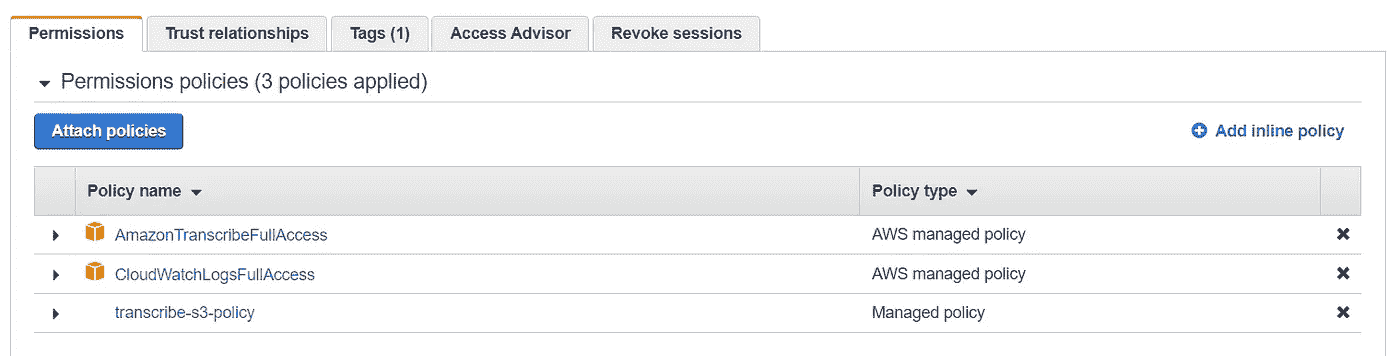 Permissions Trust relationships Tags (1) Access Advisor Revoke sessions
Permissions policies (3 policies applied)
Attach policies Add inline policy
Policy name Policy type
AmazonTranscribeFullAccess AWS managed policy
CloudWatchLogsFullAccess AWS managed policy
transcribe-s3-policy Managed policy